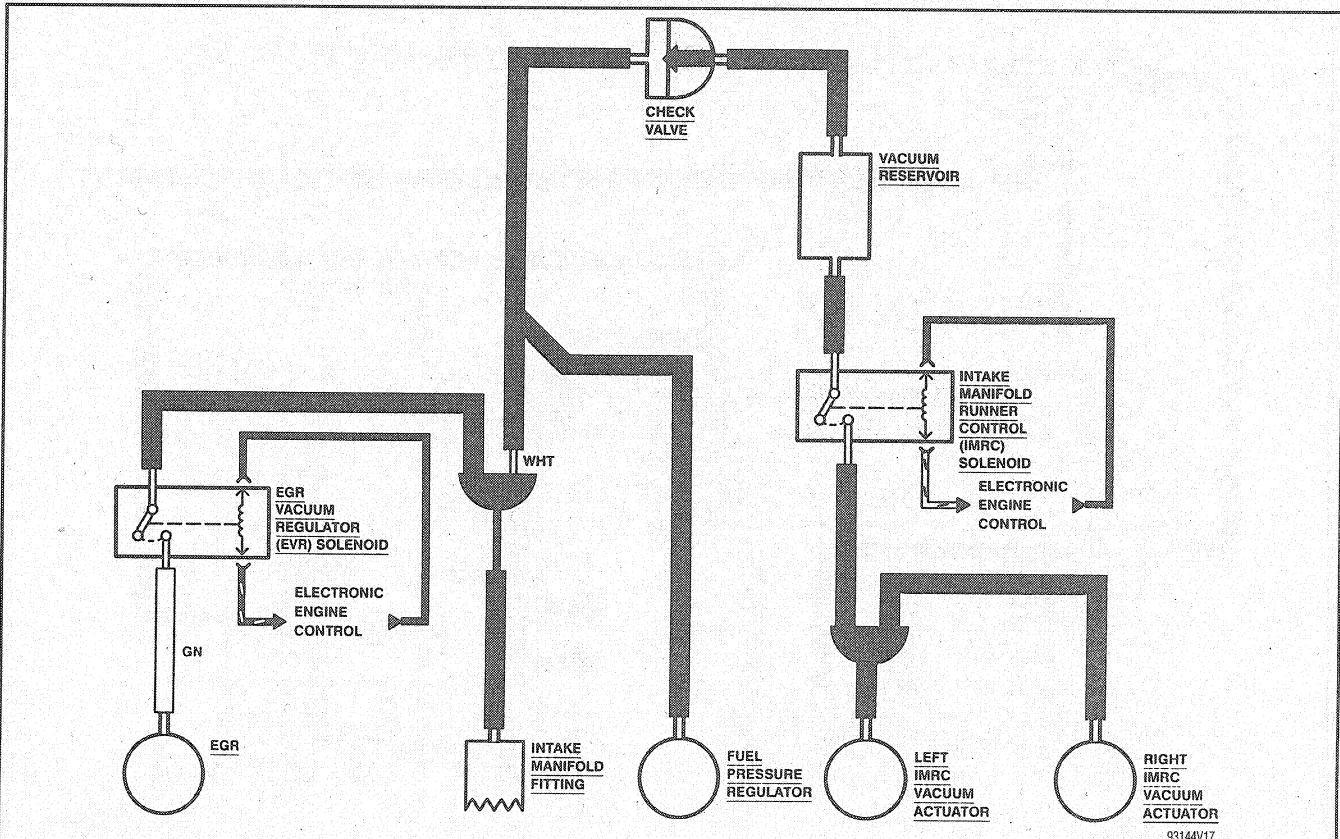 CHECK
VALVE
VACUUM
RESERVOIR
INTAKE
MANIFOLD
RUNNER
CONTROL
(IMRC)
SOLENOID
ELECTRONIC
ENGINE
CONTROL
WHT
EGR
VACUUM
REGULATOR
(EVR) SOLENOID
ELECTRONIC
ENGINE
CONTROL
GN
EGR
INTAKE
MANIFOLD
FITTING
FUEL
PRESSURE
REGULATOR
LEFT
IMRC
VACUUM
ACTUATOR
RIGHT
IMRC
VACUUM
ACTUATOR
93144V17